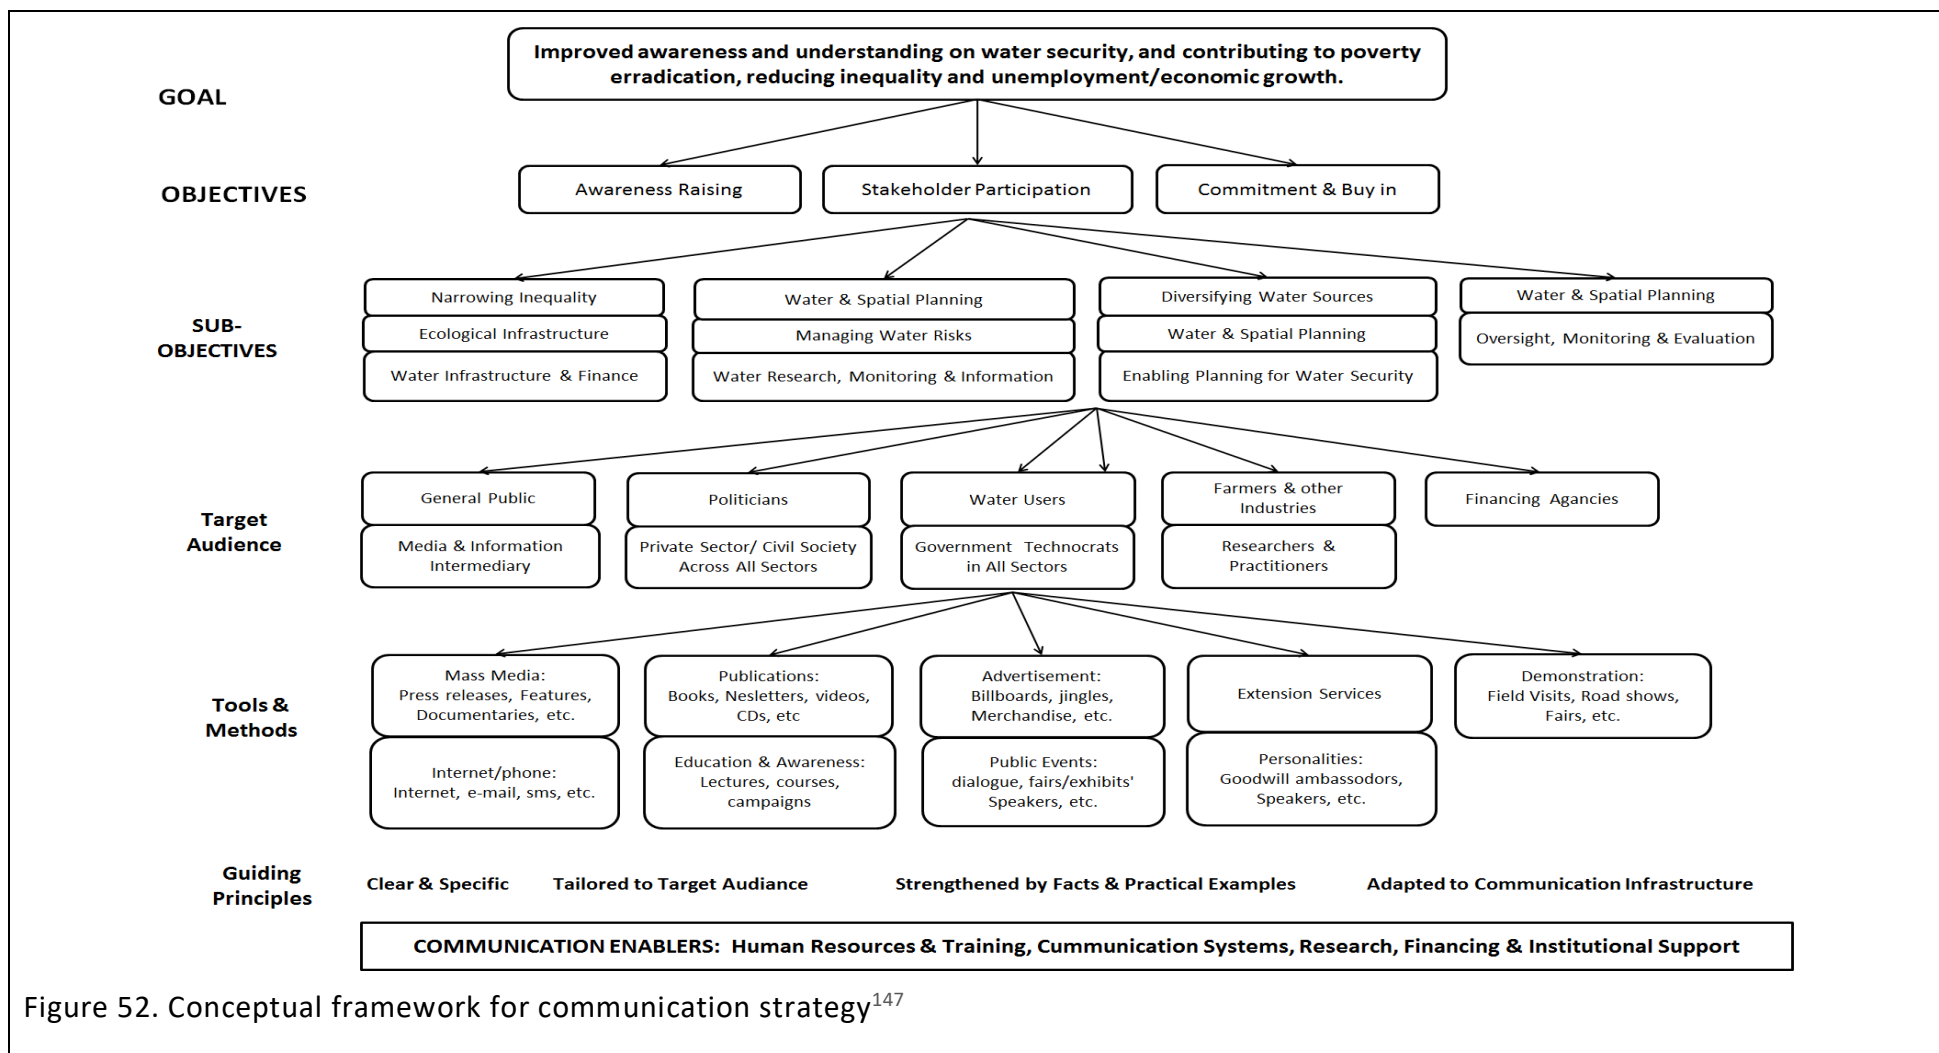 Improved awareness and understanding on water security, and contributing to poverty
erradication, reducing inequality and unemployment/economic growth.
GOAL
OBJECTIVES
Awareness Raising
Stakeholder Participation
Commitment & Buy in
SUB-
OBJECTIVES
Narrowing Inequality
Ecological Infrastructure
Water Infrastructure & Finance
Water & Spatial Planning
Managing Water Risks
Water Research, Monitoring & Information
Diversifying Water Sources
Water & Spatial Planning
Enabling Planning for Water Security
Water & Spatial Planning
Oversight, Monitoring & Evaluation
Target
Audience
General Public
Media & Information
Intermediary
Politicians
Private Sector/ Civil Society
Across All Sectors
Water Users
Government Technocrats
in All Sectors
Farmers & other
Industries
Researchers &
Practitioners
Financing Agancies
Tools &
Methods
Mass Media:
Press releases, Features,
Documentaries, etc.
Internet/phone:
Internet, e-mail, sms, etc.
Publications:
Books, Nesletters, videos,
CDs, etc
Education & Awareness:
Lectures, courses,
campaigns
Advertisement:
Billboards, jingles,
Merchandise, etc.
Public Events:
dialogue, fairs/exhibits'
Speakers, etc.
Extension Services
Personalities:
Goodwill ambassodors,
Speakers, etc.
Demonstration:
Field Visits, Road shows,
Fairs, etc.
Guiding
Principles
Clear & Specific
Tailored to Target Audiance
Strengthened by Facts & Practical Examples
Adapted to Communication Infrastructure
COMMUNICATION ENABLERS: Human Resources & Training, Cummunication Systems, Research, Financing & Institutional Support
Figure 52. Conceptual framework for communication strategy147